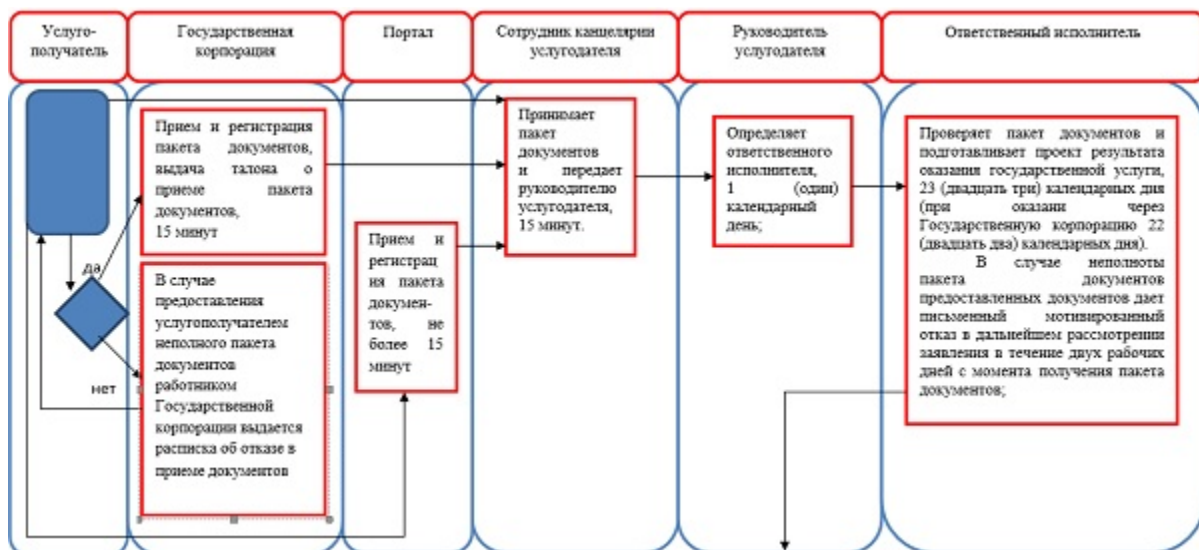 Услуго-
получатель
Государственная
корпорация
Портал
Сотрудник канцелярии
услугодателя
Руководитель
услугодателя
Ответственный исполнитель
да
нет
Прием и регистрация
пакета документов,
выдача талона о
приеме пакета
документов,
15 минут
В случае
предоставления
услугополучателем
неполного пакета
документов
работником
Государственной
корпорации выдается
расписка об отказе в
приеме документов
Прием и
регистрац
ия пакета
докумен-
тов, не
более 15
минут
Принимает
пакет
документов
и передает
руководителю
услугодателя,
15 минут.
Определяет
ответственного
исполнителя,
1 (один)
календарный
день;
Проверяет пакет документов и
подготавливает проект результата
оказания государственной услуги,
23 (двадцать три) календарных дня
(при оказани через
Государственную корпорацию 22
(двадцать два) календарных дня).
В случае неполноты
пакета документов
предоставленных документов дает
письменный мотивированный
отказ в дальнейшем рассмотрении
заявления в течение двух рабочих
дней с момента получения пакета
документов;